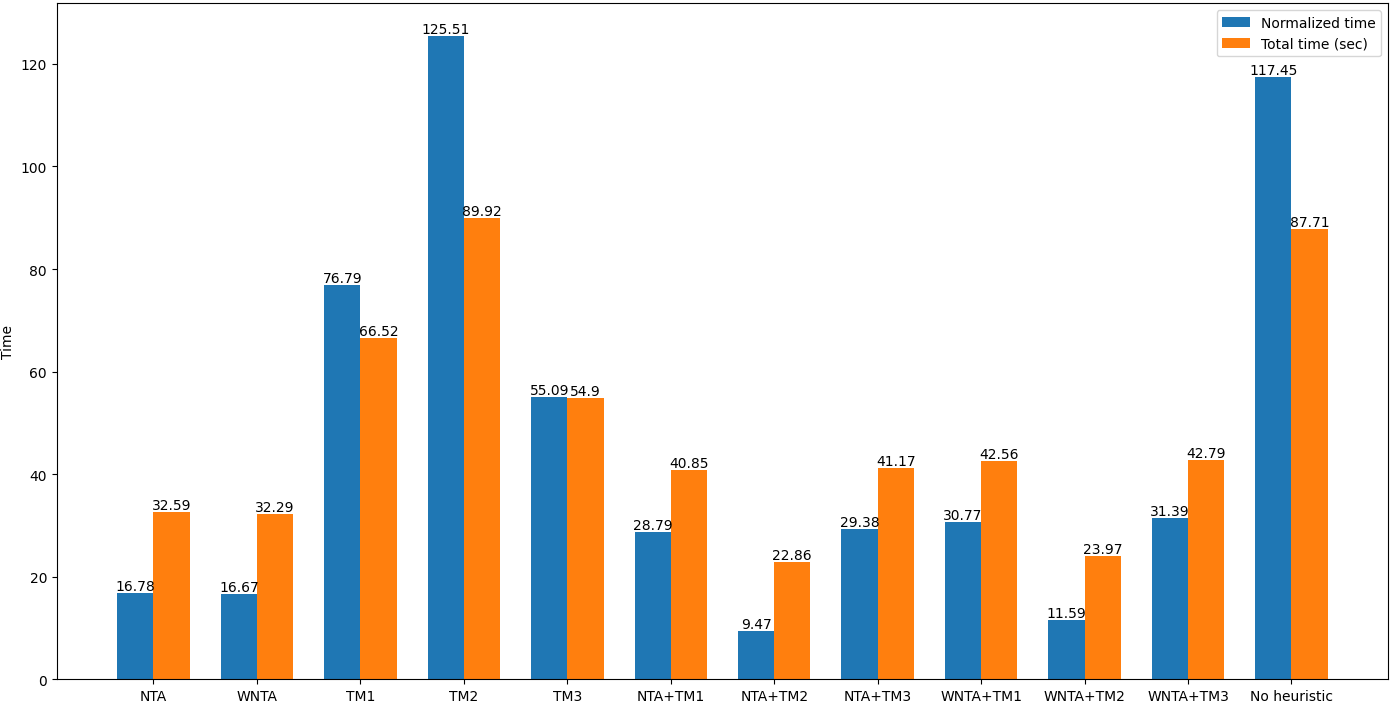 Normalized time
Total time (sec)
Time
120
100
80
60
40
20
0
16.78
32.59
16.67
32.29
76.79
66.52
125.51
89.92
55.09
54.9
28.79
40.85
9.47
22.86
29.38
41.17
30.77
42.56
11.59
23.97
31.39
42.79
117.45
87.71
NTA
WNTA
TM1
TM2
TM3
NTA+TM1
NTA+TM2
NTA+TM3
WNTA+TM1
WNTA+TM2
WNTA+TM3
No heuristic